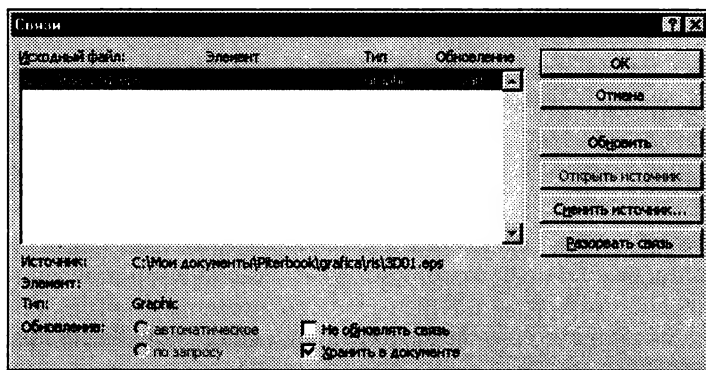 Связи
Исходный файл: Элемент Тип Обновление
OK
Отмена
Обновить
Открыть источник
Сменить источник...
Разорвать связь
Источник: C:\Мои документы\Piterbook\grafica\ris\3D01.eps
Элемент:
Тип: Graphic
Обновление: автоматическое Не обновлять связь
по запросу Хранить в документе